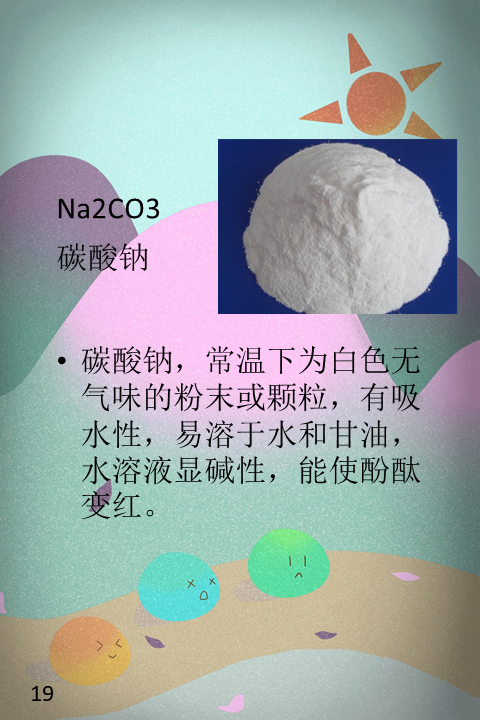 Na2CO3
碳酸钠
• 碳酸钠，常温下为白色无
气味的粉末或颗粒，有吸
水性，易溶于水和甘油，
水溶液显碱性，能使酚酞
变红。
19